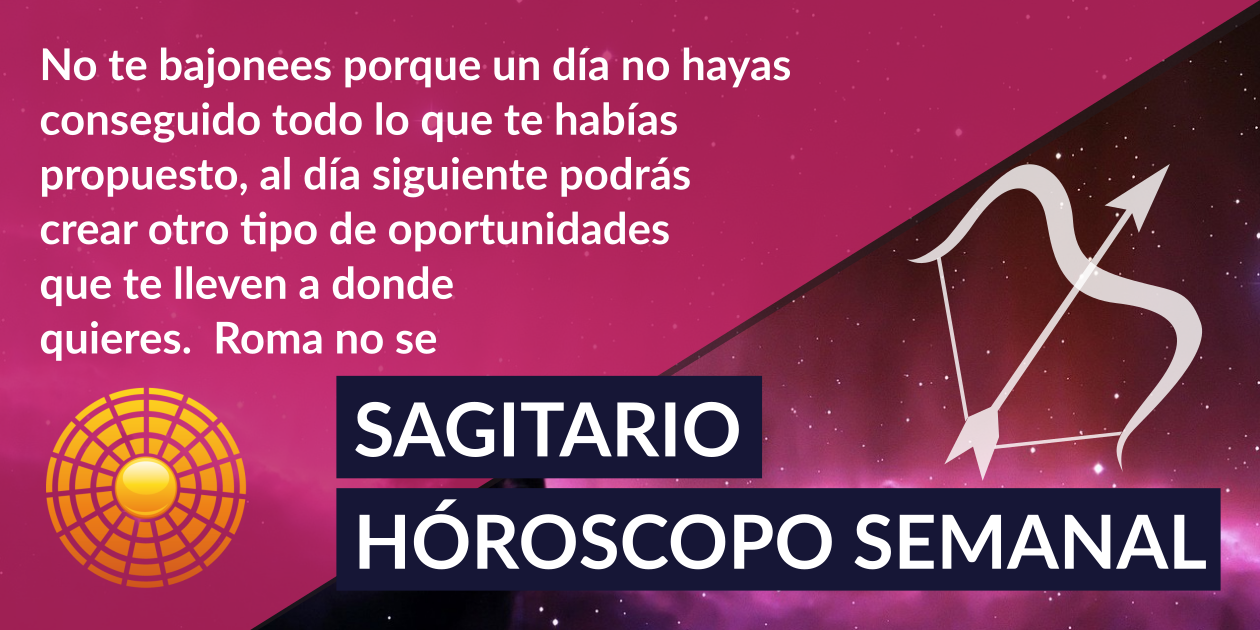 No te bajonees porque un día no hayas
conseguido todo lo que te habías
propuesto, al día siguiente podrás
crear otro tipo de oportunidades
que te lleven a donde
quieres.  Roma no se
SAGITARIO
HÓROSCOPO SEMANAL